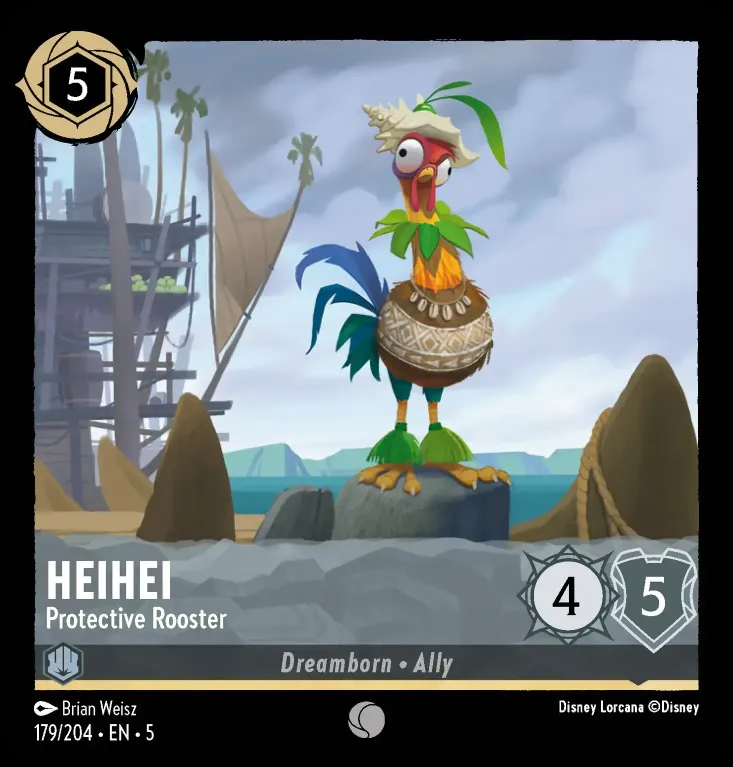 5
HEIHEI
Protective Rooster
4 5
Dreamborn • Ally
Brian Weisz
Disney Lorcana ©Disney
179/204 • EN • 5